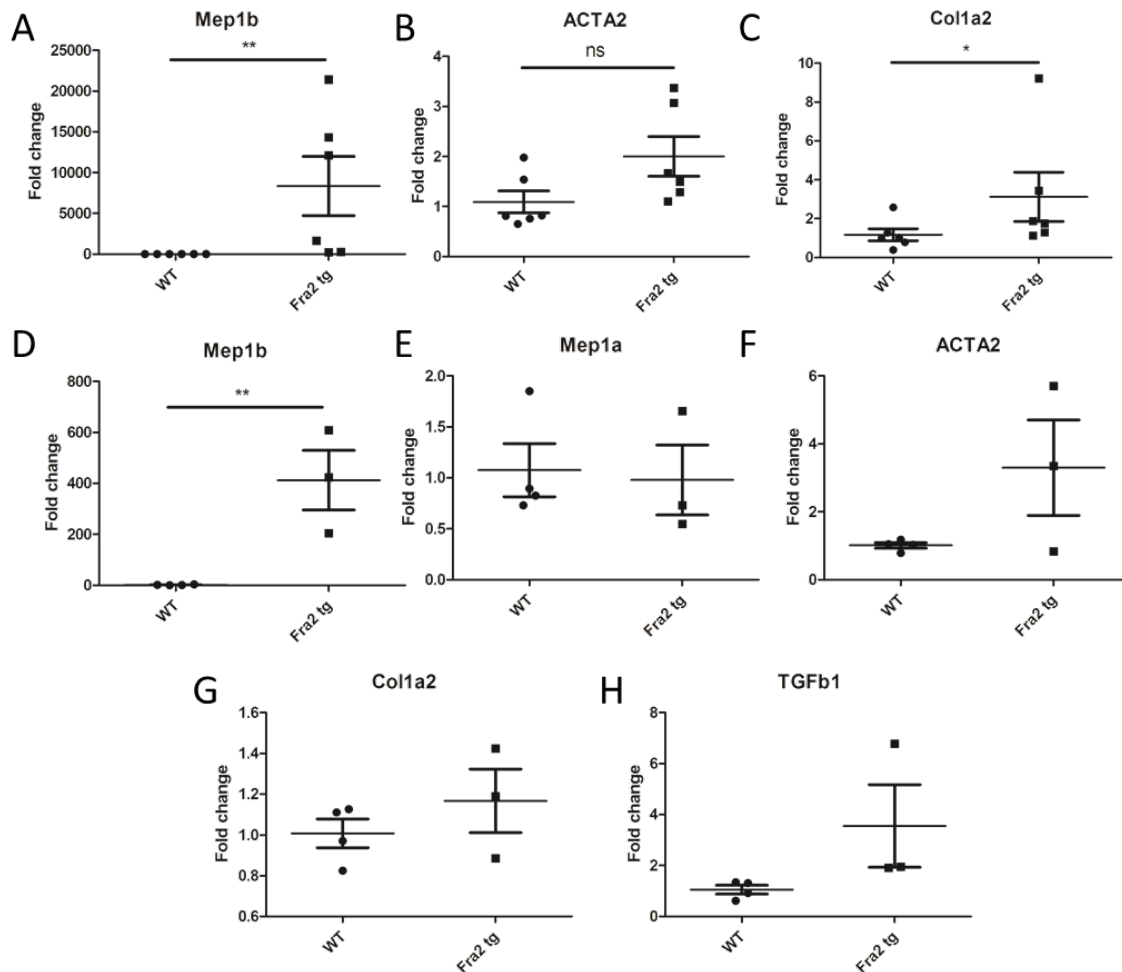 A
Mep1b
**
Fold change
25000
20000
15000
10000
5000
0
WT
Fra2 tg
B
ACTA2
ns
Fold change
4
3
2
1
0
WT
Fra2 tg
C
Col1a2
*
Fold change
10
8
6
4
2
0
WT
Fra2 tg
D
Mep1b
**
Fold change
800
600
400
200
0
WT
Fra2 tg
E
Mep1a
Fold change
2.0
1.5
1.0
0.5
0.0
WT
Fra2 tg
F
ACTA2
Fold change
6
4
2
0
WT
Fra2 tg
G
Col1a2
Fold change
1.6
1.4
1.2
1.0
0.8
0.6
WT
Fra2 tg
H
TGFb1
Fold change
8
6
4
2
0
WT
Fra2 tg